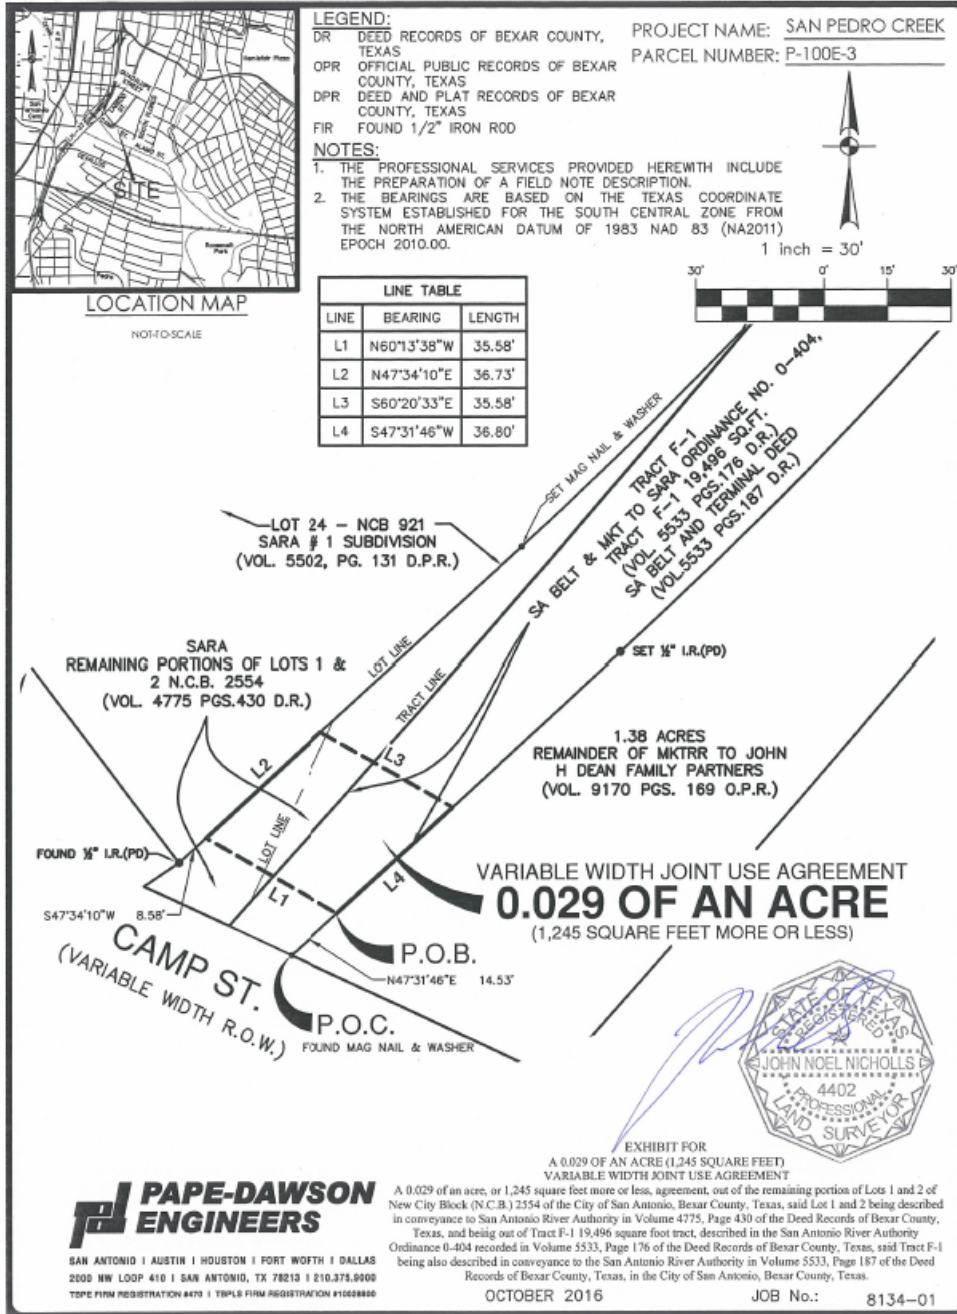 LEGEND:
DR DEED RECORDS OF BEXAR COUNTY,
TEXAS
OPR OFFICIAL PUBLIC RECORDS OF BEXAR
COUNTY, TEXAS
DPR DEED AND PLAT RECORDS OF BEXAR
COUNTY, TEXAS
FIR FOUND 1/2" IRON ROD
PROJECT NAME: SAN PEDRO CREEK
PARCEL NUMBER: P-100E-3
NOTES:
1. THE PROFESSIONAL SERVICES PROVIDED HEREWITH INCLUDE
THE PREPARATION OF A FIELD NOTE DESCRIPTION.
2. THE BEARINGS ARE BASED ON THE TEXAS COORDINATE
SYSTEM ESTABLISHED FOR THE SOUTH CENTRAL ZONE FROM
THE NORTH AMERICAN DATUM OF 1983 NAD 83 (NA2011)
EPOCH 2010.00.
SITE
LOCATION MAP
NOT-TO-SCALE
1 inch = 30'
30' 0' 15' 30'
LINE TABLE
LINE BEARING LENGTH
L1 N60°13'38"W 35.58'
L2 N47°34'10"E 36.73'
L3 S60°20'33"E 35.58'
L4 S47°31'46"W 36.80'
SET MAG NAIL & WASHER
TRACT F-1
SA BELT & MKT TO SARA ORDINANCE NO. 0-404,
TRACT F-1 19,496 SQ.FT.
(VOL. 5533 PGS.176 D.R.)
SA BELT AND TERMINAL DEED
(VOL.5533 PGS.187 D.R.)
LOT 24 - NCB 921
SARA # 1 SUBDIVISION
(VOL. 5502, PG. 131 D.P.R.)
SARA
REMAINING PORTIONS OF LOTS 1 &
2 N.C.B. 2554
(VOL. 4775 PGS.430 D.R.)
LOT LINE
TRACT LINE
SET ½" I.R.(PD)
1.38 ACRES
REMAINDER OF MKTRR TO JOHN
H DEAN FAMILY PARTNERS
(VOL. 9170 PGS. 169 O.P.R.)
L2
L3
LOT LINE
L1
L4
FOUND ½" I.R.(PD)
S47°34'10"W 8.58'
VARIABLE WIDTH JOINT USE AGREEMENT
0.029 OF AN ACRE
(1,245 SQUARE FEET MORE OR LESS)
CAMP ST.
(VARIABLE WIDTH R.O.W.)
P.O.B.
N47°31'46"E 14.53'
P.O.C.
FOUND MAG NAIL & WASHER
STATE OF TEXAS
REGISTERED
JOHN NOEL NICHOLLS
4402
PROFESSIONAL
LAND SURVEYOR
EXHIBIT FOR
A 0.029 OF AN ACRE (1,245 SQUARE FEET)
VARIABLE WIDTH JOINT USE AGREEMENT
A 0.029 of an acre, or 1,245 square feet more or less, agreement, out of the remaining portion of Lots 1 and 2 of
New City Block (N.C.B.) 2554 of the City of San Antonio, Bexar County, Texas, said Lot 1 and 2 being described
in conveyance to San Antonio River Authority in Volume 4775, Page 430 of the Deed Records of Bexar County,
Texas, and being out of Tract F-1 19,496 square foot tract, described in the San Antonio River Authority
Ordinance 0-404 recorded in Volume 5533, Page 176 of the Deed Records of Bexar County, Texas, said Tract F-1
being also described in conveyance to the San Antonio River Authority in Volume 5533, Page 187 of the Deed
Records of Bexar County, Texas, in the City of San Antonio, Bexar County, Texas.
PAPE-DAWSON
ENGINEERS
SAN ANTONIO I AUSTIN I HOUSTON I FORT WORTH I DALLAS
2000 NW LOOP 410 I SAN ANTONIO, TX 78213 I 210.375.9000
TBPE FIRM REGISTRATION #470 I TBPLS FIRM REGISTRATION #10028800
OCTOBER 2016
JOB No.: 8134-01